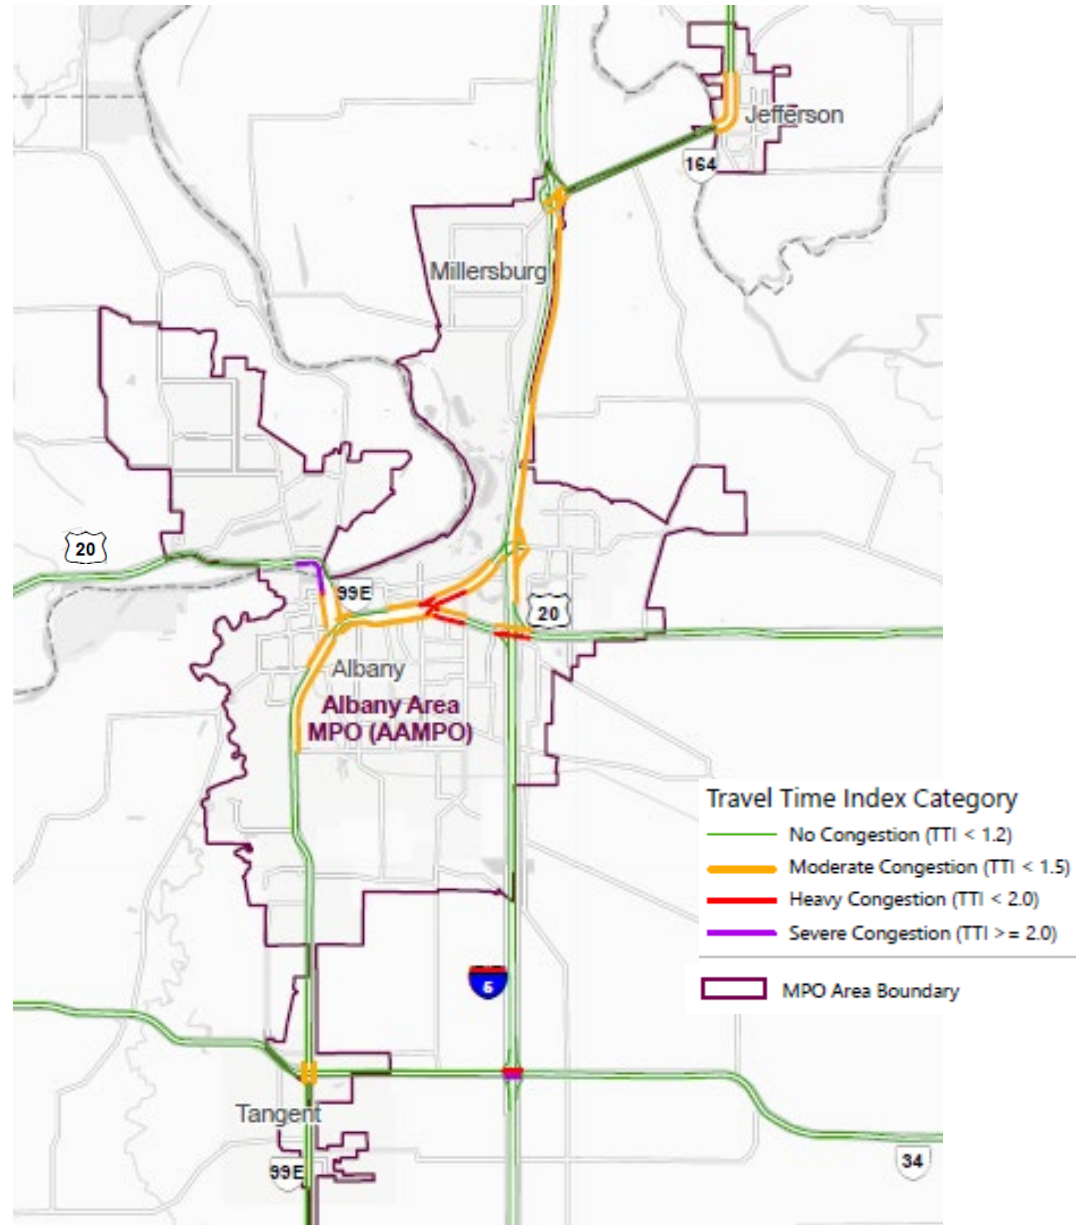 Jefferson
164
Millersburg
20
99E
20
Albany
Albany Area
MPO (AAMPO)
Travel Time Index Category
No Congestion (TTI < 1.2)
Moderate Congestion (TTI < 1.5)
Heavy Congestion (TTI < 2.0)
Severe Congestion (TTI >= 2.0)
5
MPO Area Boundary
Tangent
99E
34